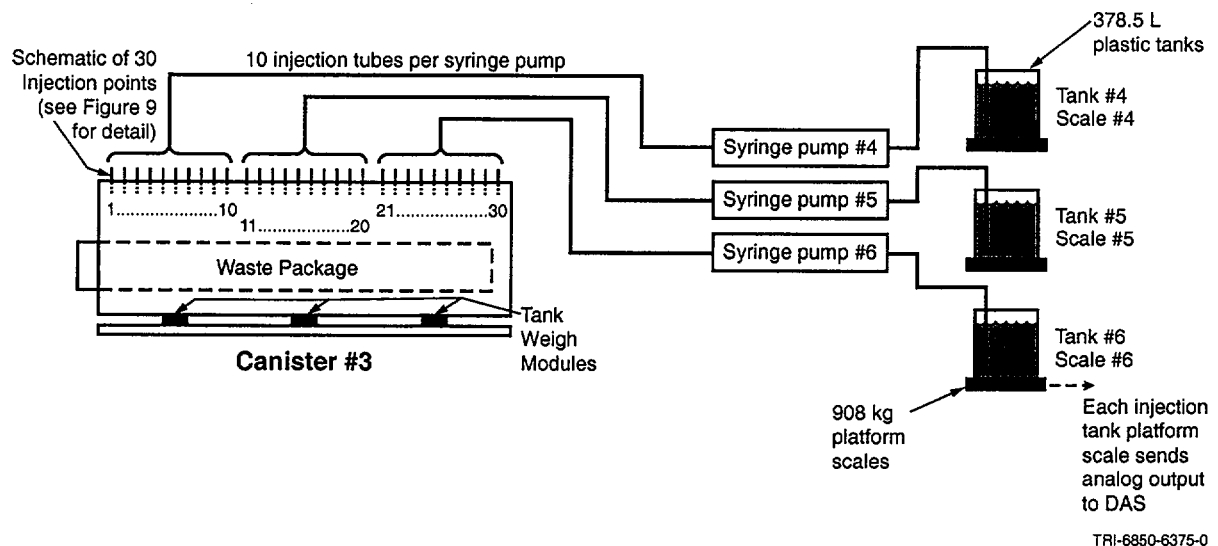 378.5 L
plastic tanks
Schematic of 30
Injection points
(see Figure 9
for detail)
10 injection tubes per syringe pump
Tank #4
Scale #4
Syringe pump #4
Syringe pump #5
Syringe pump #6
Tank #5
Scale #5
1....................10
11..................20
21....................30
Waste Package
Tank
Weigh
Modules
Canister #3
Tank #6
Scale #6
908 kg
platform
scales
Each injection
tank platform
scale sends
analog output
to DAS
TRI-6850-6375-0